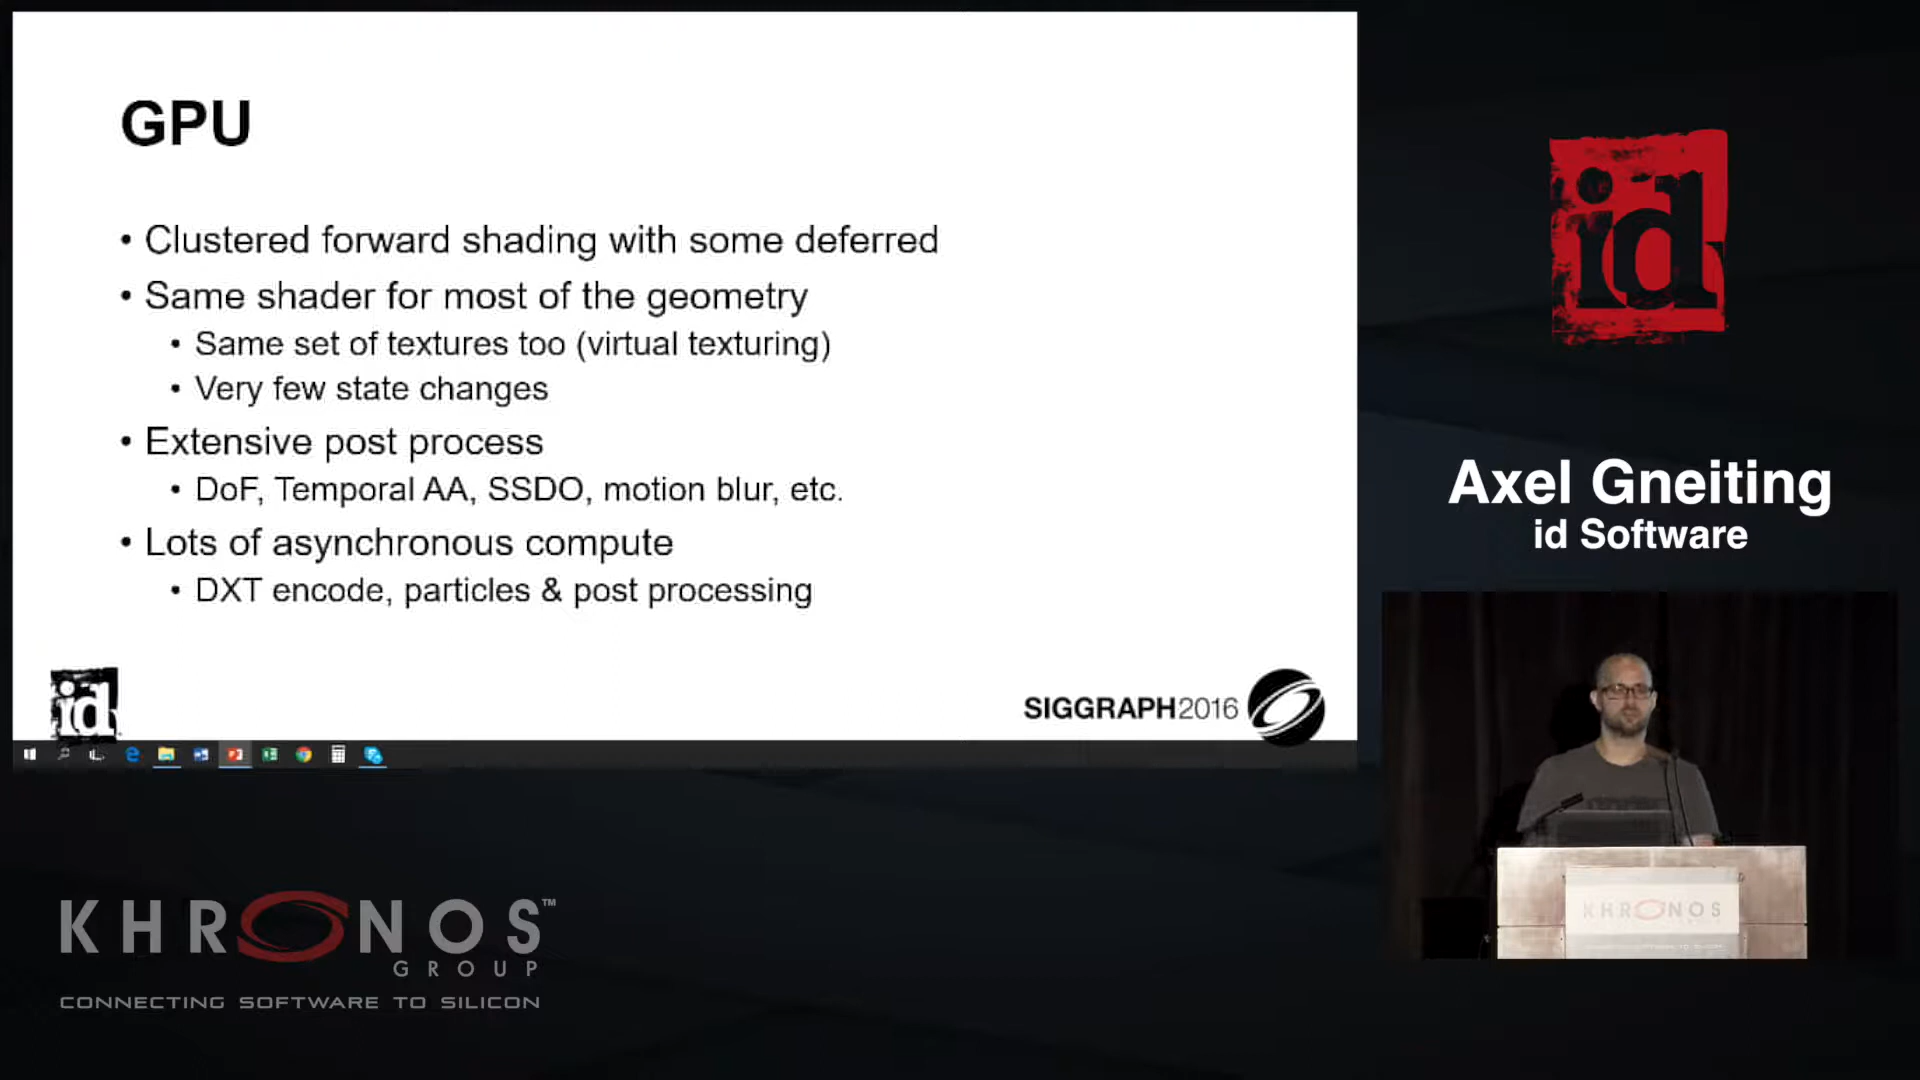 GPU
• Clustered forward shading with some deferred
• Same shader for most of the geometry
• Same set of textures too (virtual texturing)
• Very few state changes
• Extensive post process
• DoF, Temporal AA, SSDO, motion blur, etc.
• Lots of asynchronous compute
• DXT encode, particles & post processing
id
SIGGRAPH2016
id
Axel Gneiting
id Software
KHRONOS™
GROUP
CONNECTING SOFTWARE TO SILICON
KHRONOS